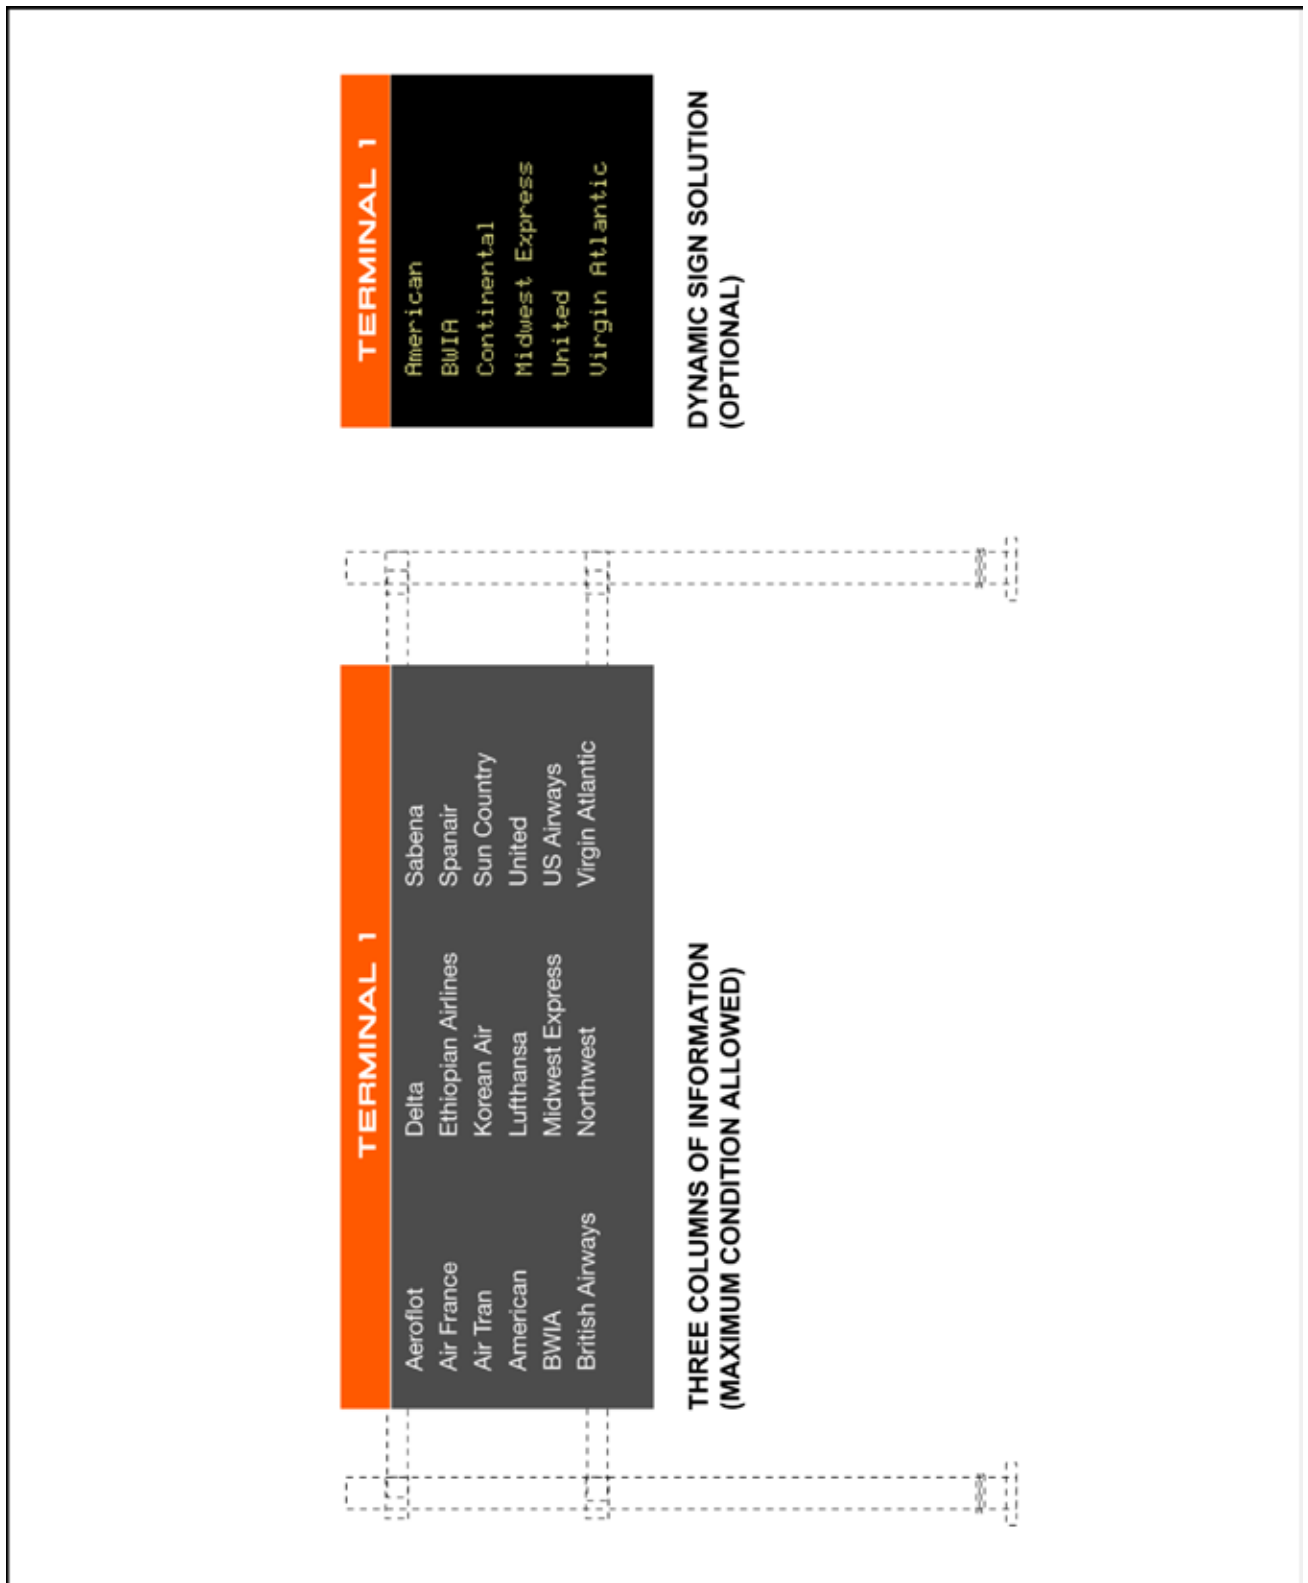 TERMINAL 1
Aeroflot
Air France
Air Tran
American
BWIA
British Airways
Delta
Ethiopian Airlines
Korean Air
Lufthansa
Midwest Express
Northwest
Sabena
Spanair
Sun Country
United
US Airways
Virgin Atlantic
THREE COLUMNS OF INFORMATION
(MAXIMUM CONDITION ALLOWED)
TERMINAL 1
American
BWIA
Continental
Midwest Express
United
Virgin Atlantic
DYNAMIC SIGN SOLUTION
(OPTIONAL)